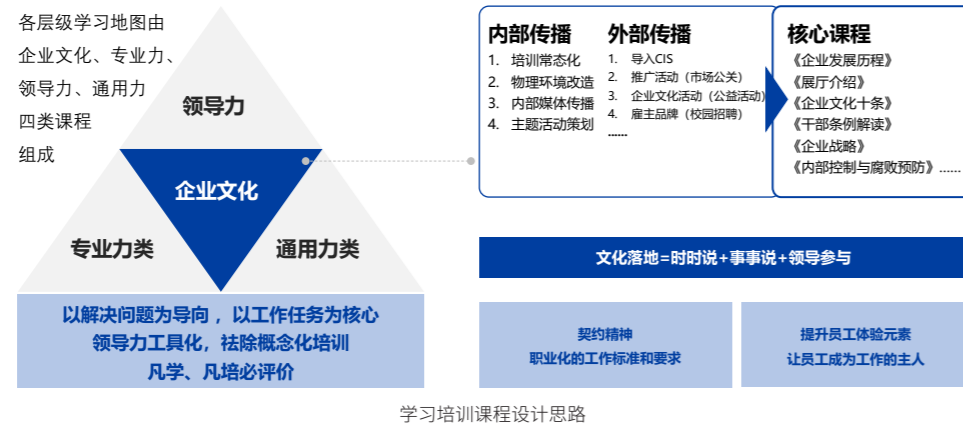 各层级学习地图由
企业文化、专业力、
领导力、通用力
四类课程
组成
领导力
企业文化
专业力类
通用力类
以解决问题为导向，以工作任务为核心
领导力工具化，祛除概念化培训
凡学、凡培必评价
内部传播
1. 培训常态化
2. 物理环境改造
3. 内部媒体传播
4. 主题活动策划
外部传播
1. 导入CIS
2. 推广活动（市场公关）
3. 企业文化活动（公益活动）
4. 雇主品牌（校园招聘）
......
核心课程
《企业发展历程》
《展厅介绍》
《企业文化十条》
《干部条例解读》
《企业战略》
《内部控制与腐败预防》......
文化落地=时时说+事事说+领导参与
契约精神
职业化的工作标准和要求
提升员工体验元素
让员工成为工作的主人
学习培训课程设计思路